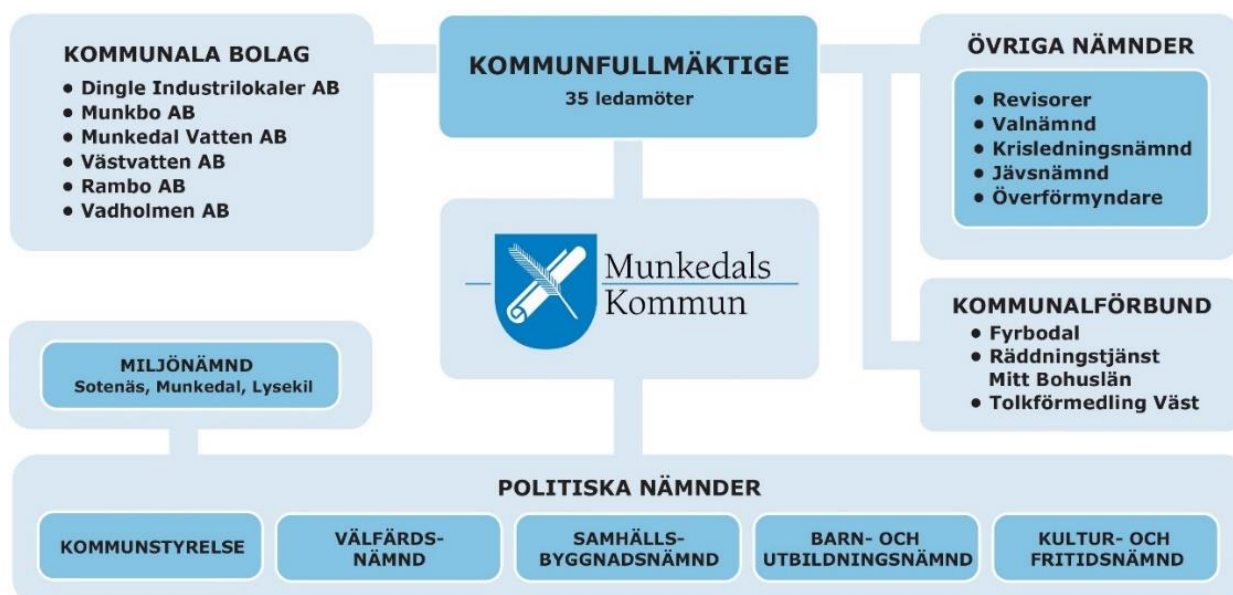 KOMMUNALA BOLAG
• Dingle Industrilokaler AB
• Munkbo AB
• Munkedal Vatten AB
• Västvatten AB
• Rambo AB
• Vadholmen AB
KOMMUNFULLMÄKTIGE
35 ledamöter
ÖVRIGA NÄMNDER
• Revisorer
• Valnämnd
• Krisledningsnämnd
• Jävsnämnd
• Överförmyndare
Munkedals
Kommun
KOMMUNALFÖRBUND
• Fyrbodal
• Räddningstjänst
Mitt Bohuslän
• Tolkförmedling Väst
MILJÖNÄMND
Sotenäs, Munkedal, Lysekil
POLITISKA NÄMNDER
KOMMUNSTYRELSE
VÄLFÄRDS-
NÄMND
SAMHÄLLS-
BYGGNADSNÄMND
BARN- OCH
UTBILDNINGSNÄMND
KULTUR- OCH
FRITIDSNÄMND